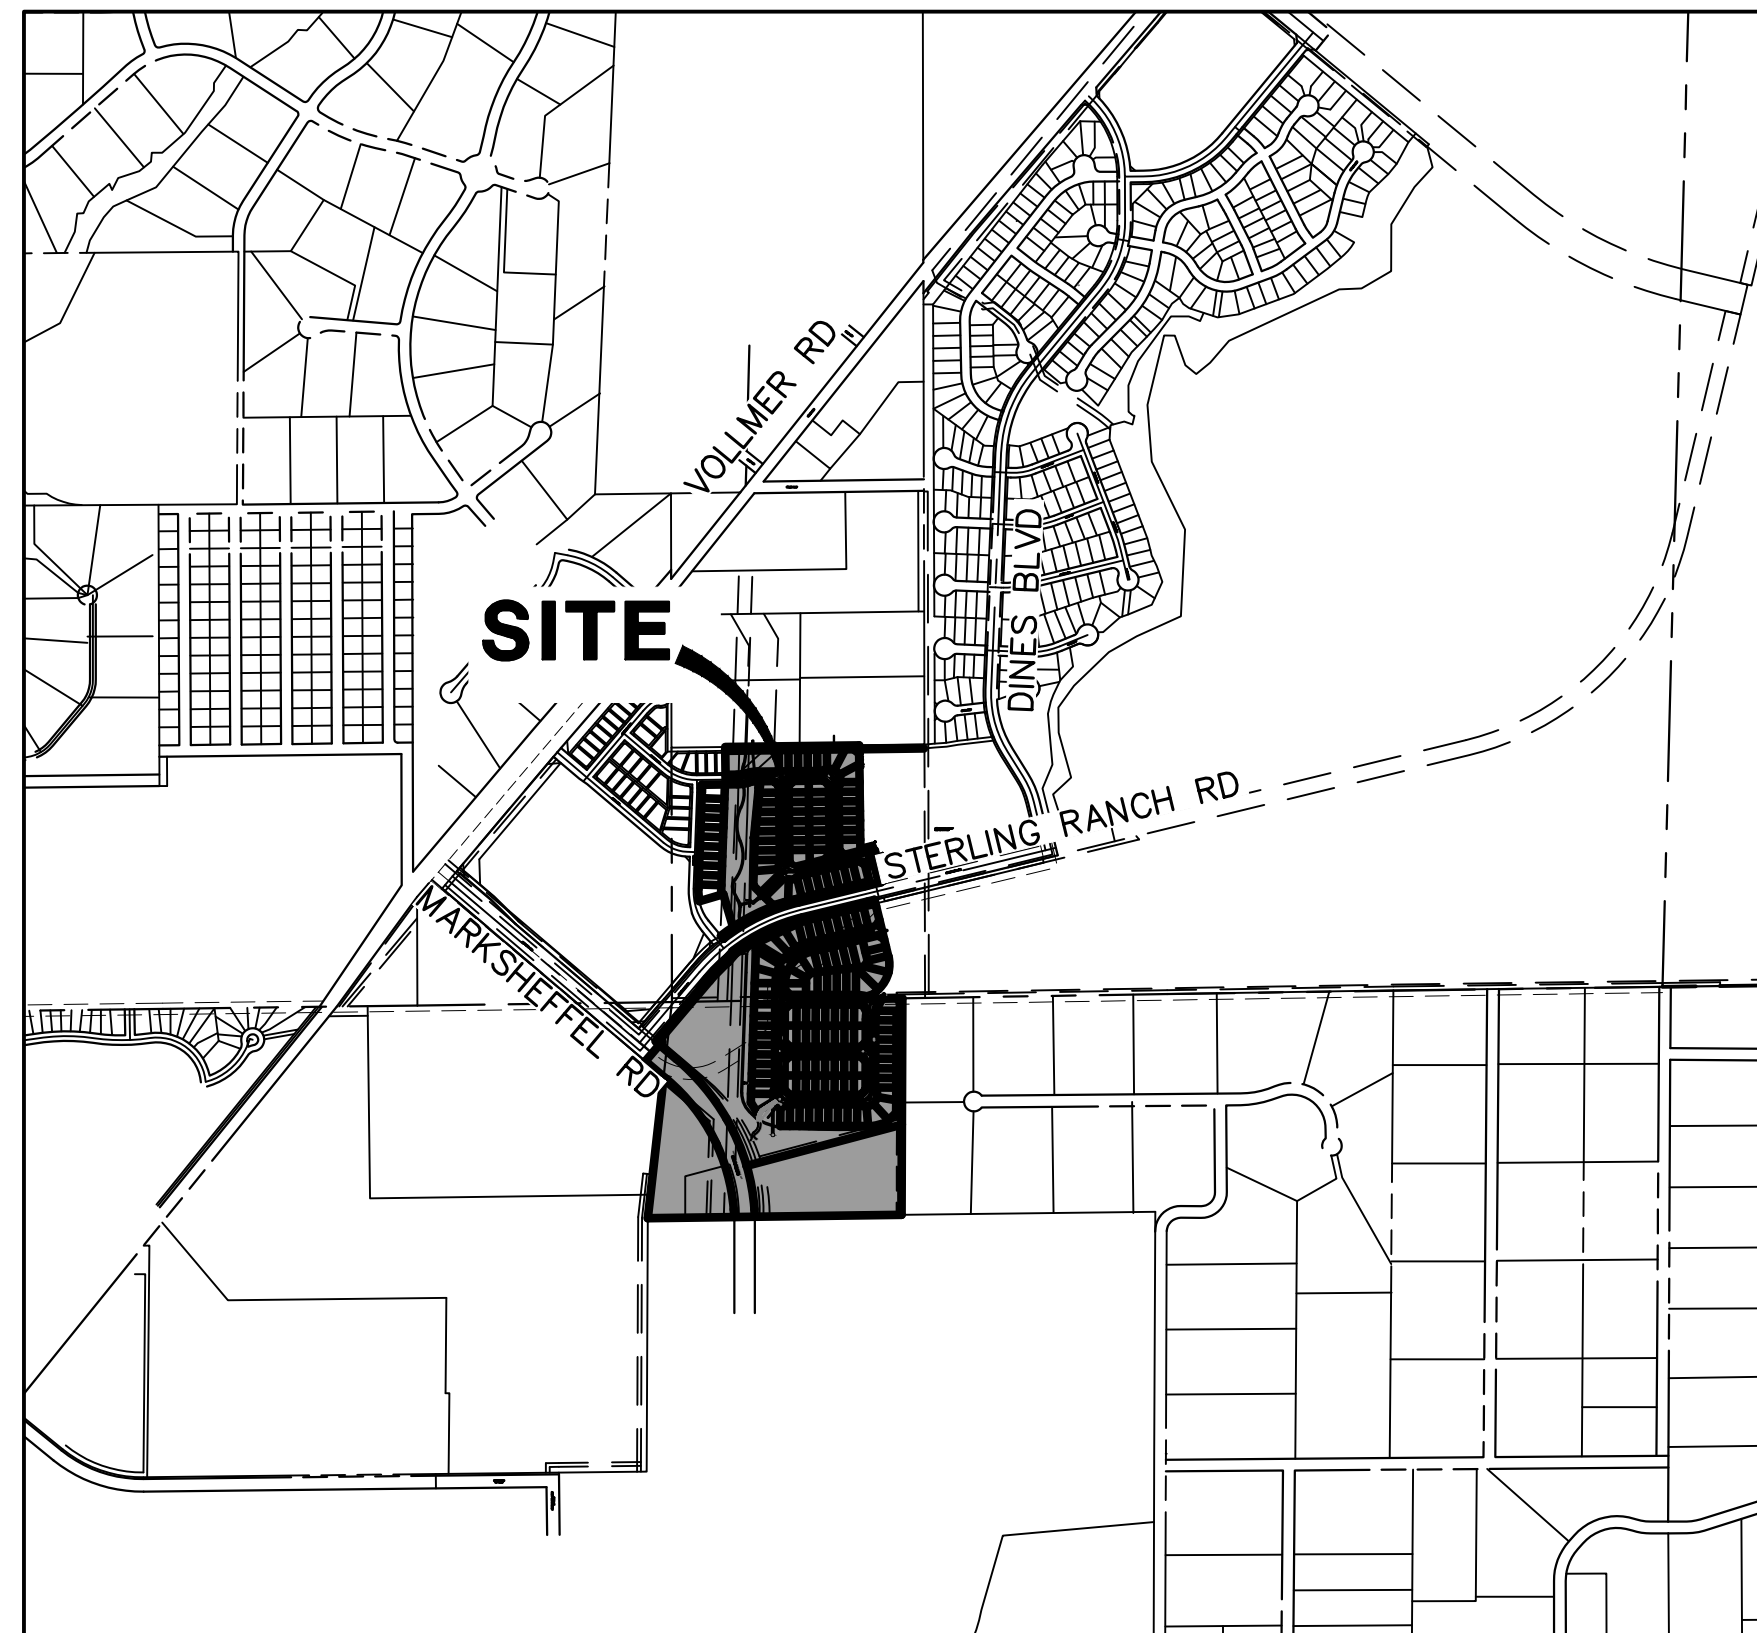 VOLLMER RD
DINES BLVD
SITE
STERLING RANCH RD
MARKSHEFFEL RD